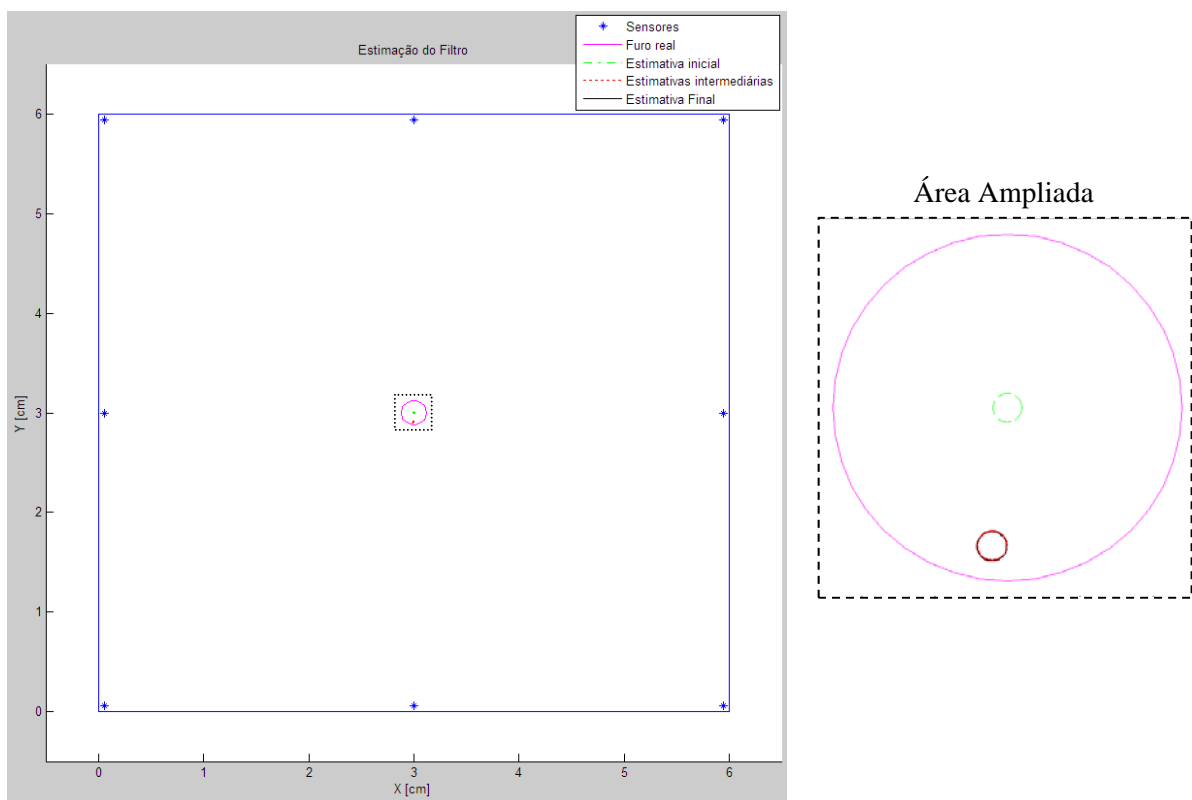 Estimação do Filtro
Sensores
Furo real
Estimativa inicial
Estimativas intermediárias
Estimativa Final
6
5
4
3
2
1
0
Y [cm]
0 1 2 3 4 5 6
X [cm]
Área Ampliada